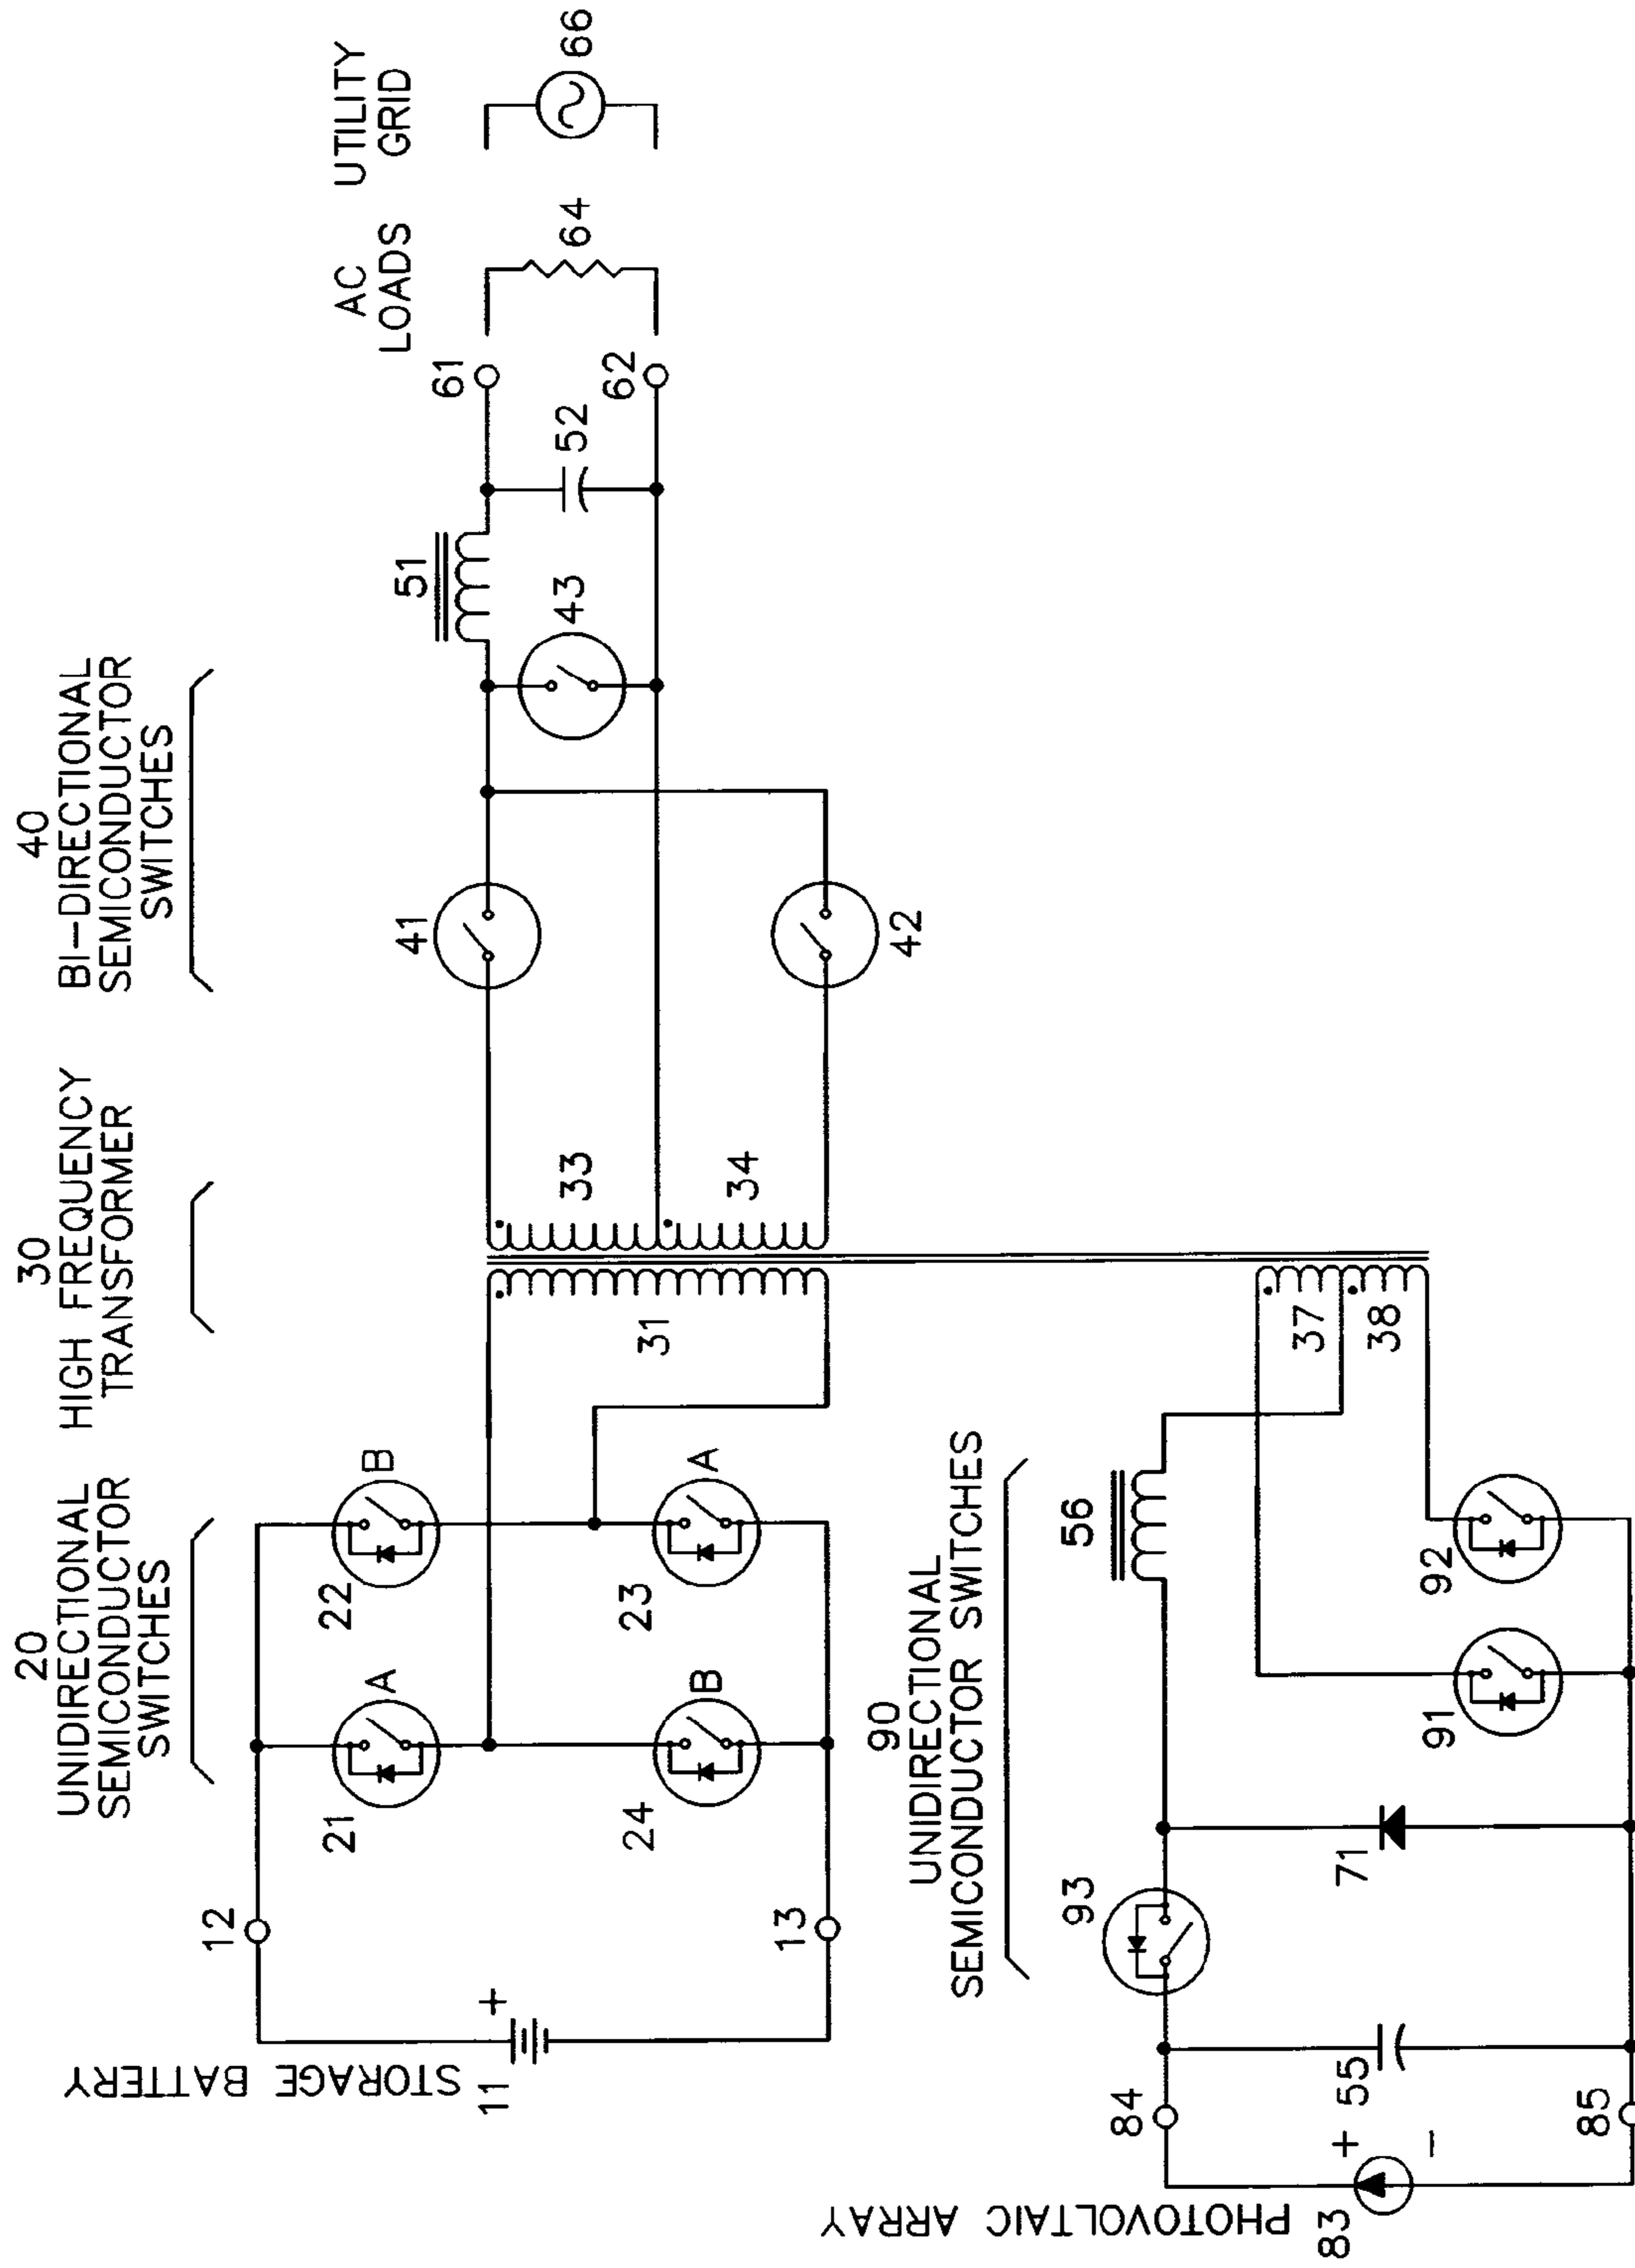 20
UNIDIRECTIONAL
SEMICONDUCTOR
SWITCHES
30
HIGH FREQUENCY
TRANSFORMER
40
BI-DIRECTIONAL
SEMICONDUCTOR
SWITCHES
AC
LOADS
UTILITY
GRID
STORAGE BATTERY
11
+
12
13
21
A
22
B
23
A
24
B
31
33
34
41
42
43
51
52
61
62
64
66
90
UNIDIRECTIONAL
SEMICONDUCTOR SWITCHES
PHOTOVOLTAIC ARRAY
83
+
-
84
85
55
93
71
56
91
92
37
38